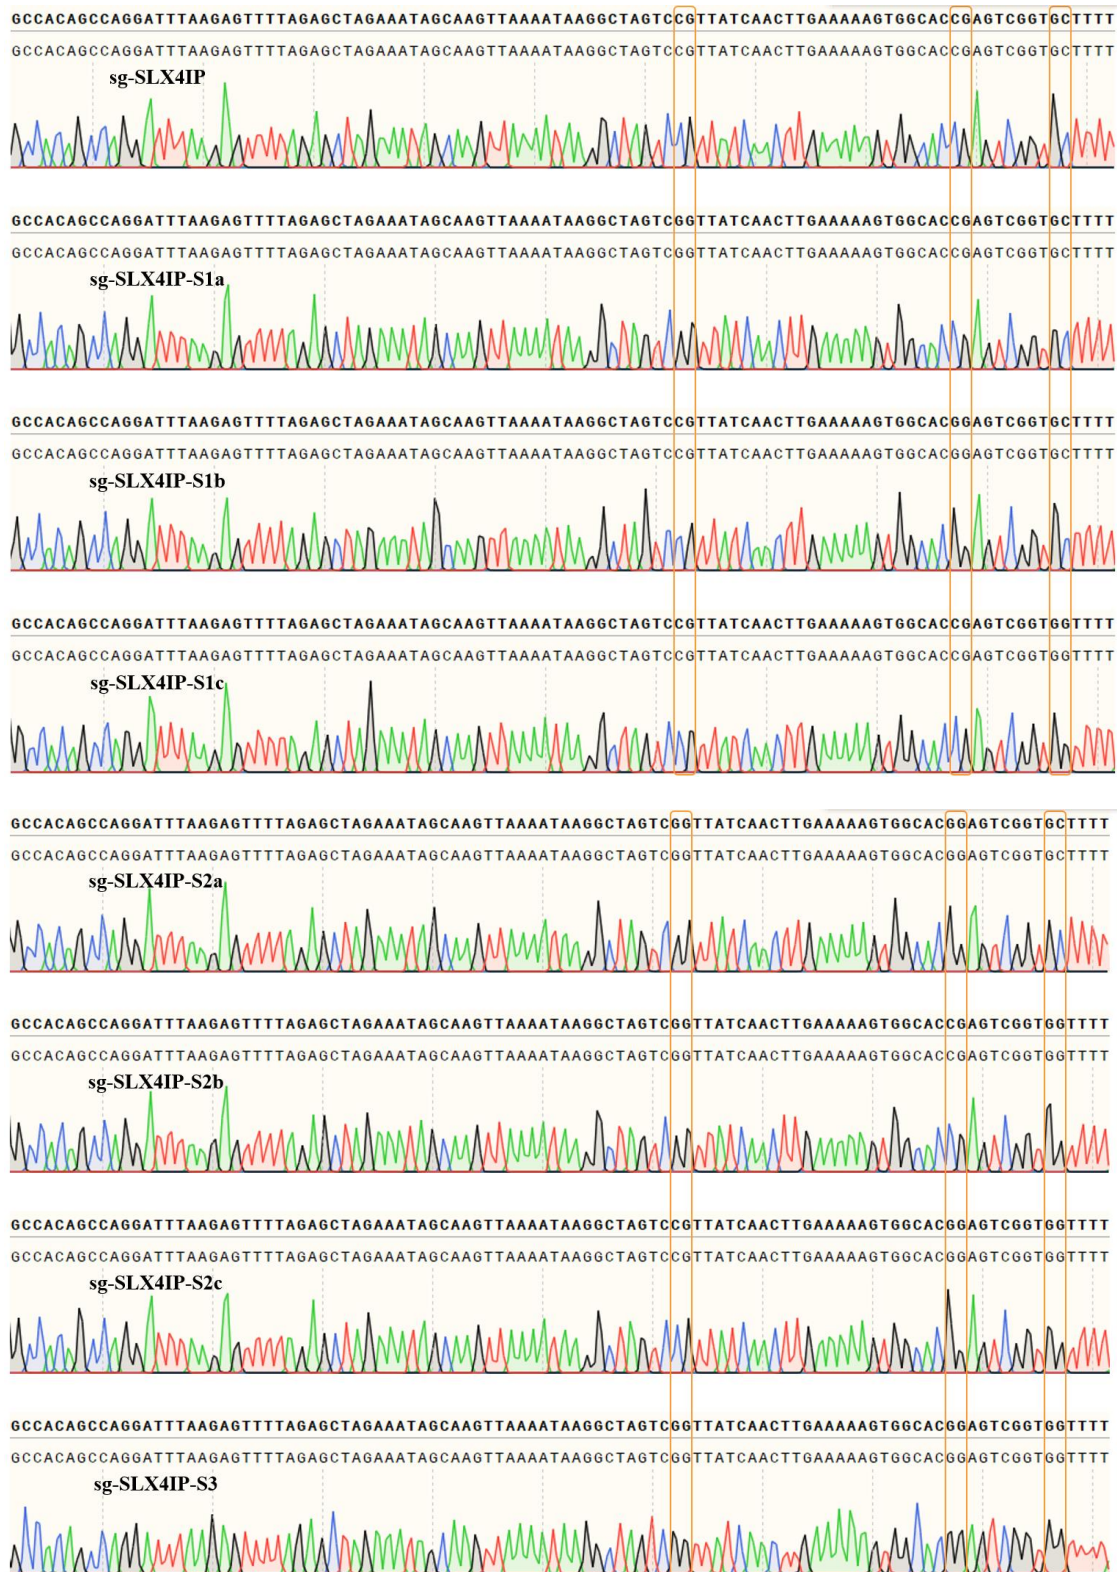 GCCACAGCCAGGATTTAAGAGTTTTAGAGCTAGAAATAGCAAGTTAAAATAAGGCTAGTCCGTTATCAACTTGAAAAAGTGGCACCGAGTCGGTGCTTTT
GCCACAGCCAGGATTTAAGAGTTTTAGAGCTAGAAATAGCAAGTTAAAATAAGGCTAGTCCGTTATCAACTTGAAAAAGTGGCACCGAGTCGGTGCTTTT
sg-SLX4IP
GCCACAGCCAGGATTTAAGAGTTTTAGAGCTAGAAATAGCAAGTTAAAATAAGGCTAGTCGGTTATCAACTTGAAAAAGTGGCACCGAGTCGGTGCTTTT
GCCACAGCCAGGATTTAAGAGTTTTAGAGCTAGAAATAGCAAGTTAAAATAAGGCTAGTCGGTTATCAACTTGAAAAAGTGGCACCGAGTCGGTGCTTTT
sg-SLX4IP-S1a
GCCACAGCCAGGATTTAAGAGTTTTAGAGCTAGAAATAGCAAGTTAAAATAAGGCTAGTCCGTTATCAACTTGAAAAAGTGGCACGGAGTCGGTGCTTTT
GCCACAGCCAGGATTTAAGAGTTTTAGAGCTAGAAATAGCAAGTTAAAATAAGGCTAGTCCGTTATCAACTTGAAAAAGTGGCACGGAGTCGGTGCTTTT
sg-SLX4IP-S1b
GCCACAGCCAGGATTTAAGAGTTTTAGAGCTAGAAATAGCAAGTTAAAATAAGGCTAGTCCGTTATCAACTTGAAAAAGTGGCACCGAGTCGGTGGTTTT
GCCACAGCCAGGATTTAAGAGTTTTAGAGCTAGAAATAGCAAGTTAAAATAAGGCTAGTCCGTTATCAACTTGAAAAAGTGGCACCGAGTCGGTGGTTTT
sg-SLX4IP-S1c
GCCACAGCCAGGATTTAAGAGTTTTAGAGCTAGAAATAGCAAGTTAAAATAAGGCTAGTCGGTTATCAACTTGAAAAAGTGGCACGGAGTCGGTGCTTTT
GCCACAGCCAGGATTTAAGAGTTTTAGAGCTAGAAATAGCAAGTTAAAATAAGGCTAGTCGGTTATCAACTTGAAAAAGTGGCACGGAGTCGGTGCTTTT
sg-SLX4IP-S2a
GCCACAGCCAGGATTTAAGAGTTTTAGAGCTAGAAATAGCAAGTTAAAATAAGGCTAGTCGGTTATCAACTTGAAAAAGTGGCACCGAGTCGGTGGTTTT
GCCACAGCCAGGATTTAAGAGTTTTAGAGCTAGAAATAGCAAGTTAAAATAAGGCTAGTCGGTTATCAACTTGAAAAAGTGGCACCGAGTCGGTGGTTTT
sg-SLX4IP-S2b
GCCACAGCCAGGATTTAAGAGTTTTAGAGCTAGAAATAGCAAGTTAAAATAAGGCTAGTCCGTTATCAACTTGAAAAAGTGGCACGGAGTCGGTGGTTTT
GCCACAGCCAGGATTTAAGAGTTTTAGAGCTAGAAATAGCAAGTTAAAATAAGGCTAGTCCGTTATCAACTTGAAAAAGTGGCACGGAGTCGGTGGTTTT
sg-SLX4IP-S2c
GCCACAGCCAGGATTTAAGAGTTTTAGAGCTAGAAATAGCAAGTTAAAATAAGGCTAGTCGGTTATCAACTTGAAAAAGTGGCACGGAGTCGGTGGTTTT
GCCACAGCCAGGATTTAAGAGTTTTAGAGCTAGAAATAGCAAGTTAAAATAAGGCTAGTCGGTTATCAACTTGAAAAAGTGGCACGGAGTCGGTGGTTTT
sg-SLX4IP-S3